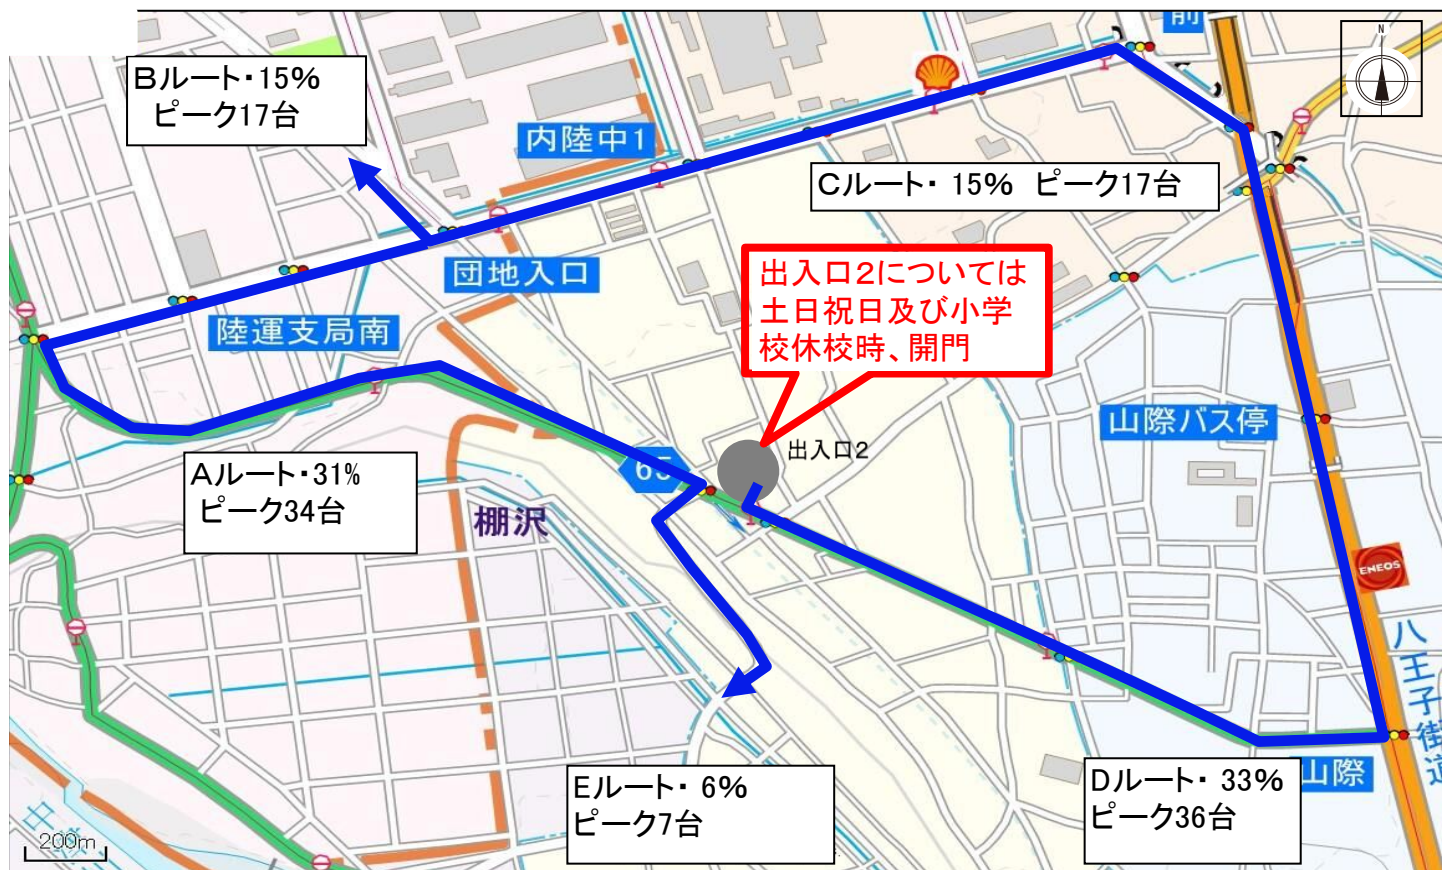 前
N
Bルート・15%
ピーク17台
内陸中1
Cルート・ 15%　ピーク17台
団地入口
出入口2については
土日祝日及び小学
校休校時、開門
陸運支局南
山際バス停
出入口2
65
Aルート・31%
ピーク34台
棚沢
ENEOS
八王子街道
山際
Dルート・ 33%
ピーク36台
Eルート・ 6%
ピーク7台
200m